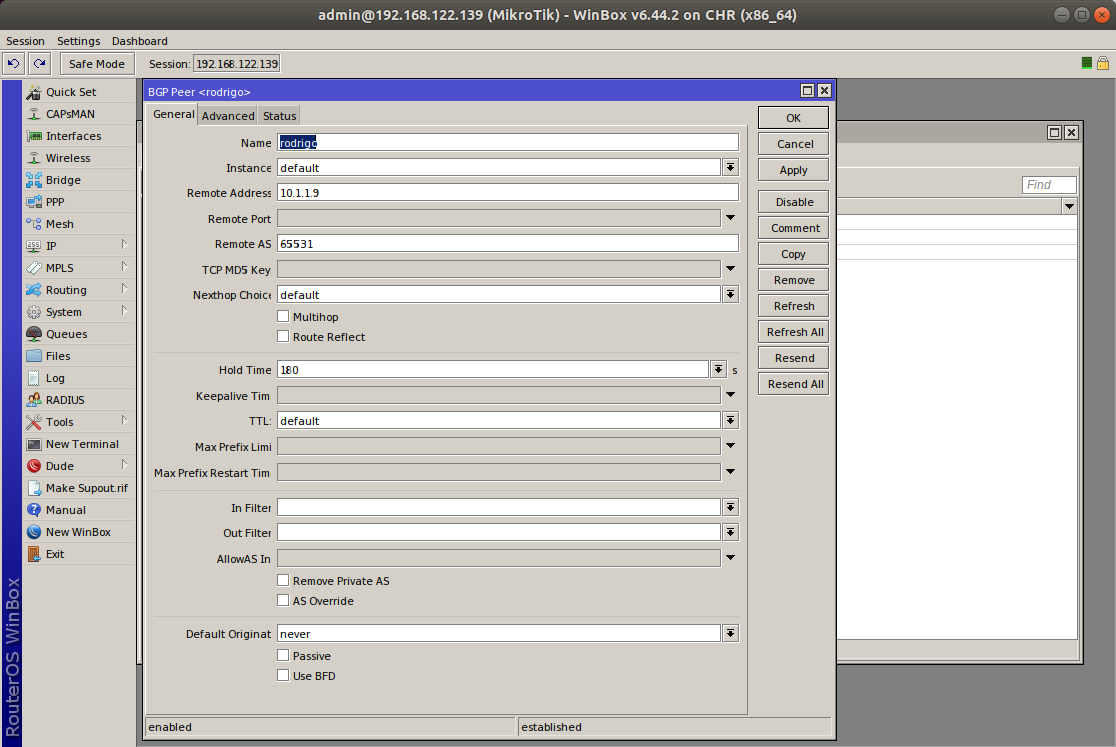 admin@192.168.122.139 (MikroTik) - WinBox v6.44.2 on CHR (x86_64)
Session Settings Dashboard
Safe Mode Session: 192.168.122.139
Quick Set
CAPsMAN
Interfaces
Wireless
Bridge
PPP
Mesh
IP
MPLS
Routing
System
Queues
Files
Log
RADIUS
Tools
New Terminal
Dude
Make Supout.rif
Manual
New WinBox
Exit
RouterOS WinBox
BGP Peer <rodrigo>
General Advanced Status
Name rodrigo
Instance default
Remote Address 10.1.1.9
Remote Port
Remote AS 65531
TCP MD5 Key
Nexthop Choice default
Multihop
Route Reflect
Hold Time 180 s
Keepalive Tim
TTL: default
Max Prefix Limi
Max Prefix Restart Tim
In Filter
Out Filter
AllowAS In
Remove Private AS
AS Override
Default Originat never
Passive
Use BFD
enabled established
OK
Cancel
Apply
Disable
Comment
Copy
Remove
Refresh
Refresh All
Resend
Resend All
Find